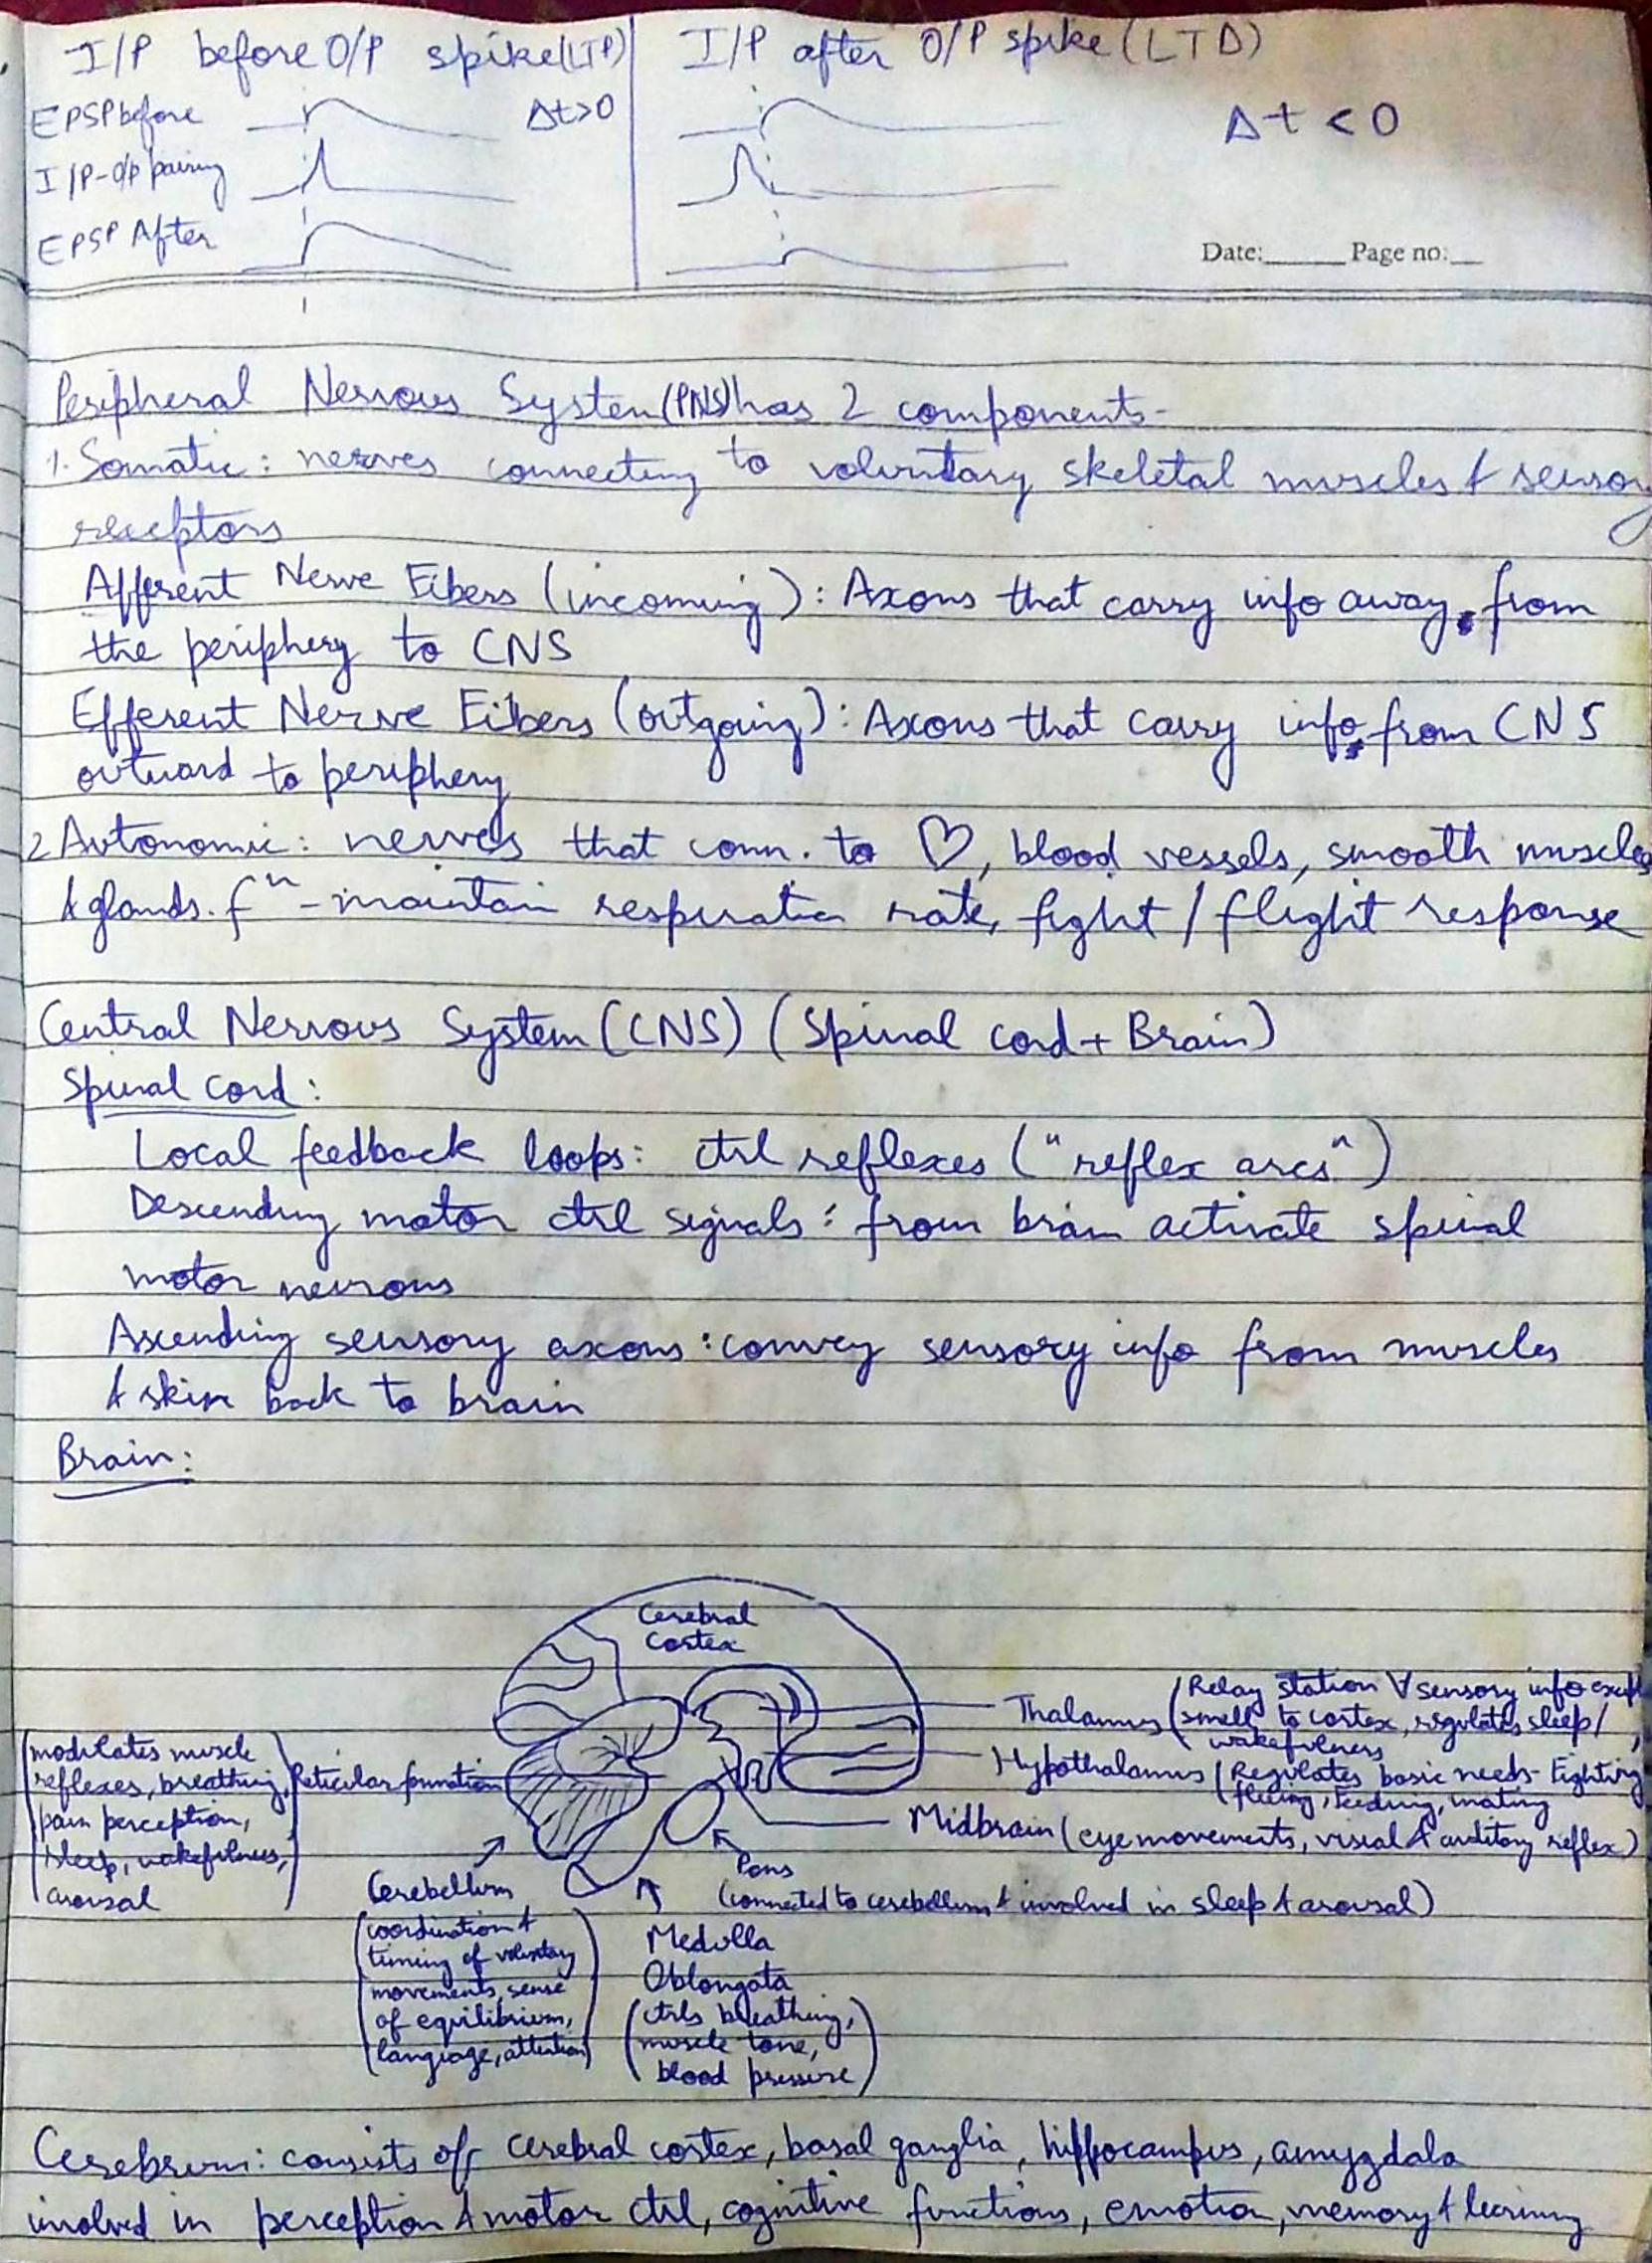 I/P before O/P spike (LTP)
EPSP before
Δt>0
I/P-O/P pairing
EPSP After
I/P after O/P spike (LTD)
Δt < 0
Date:______ Page no:__
Peripheral Nervous System (PNS) has 2 components-
1. Somatic: nerves connecting to voluntary skeletal muscles & sensory
receptors
Afferent Nerve Fibers (incoming): Axons that carry info away from
the periphery to CNS
Efferent Nerve Fibers (outgoing): Axons that carry info from CNS
outward to periphery
2 Autonomic: nerves that conn. to ♡, blood vessels, smooth muscles
& glands. fⁿ - maintain respiration rate, fight / flight response
Central Nervous System (CNS) (Spinal cord + Brain)
Spinal cord:
Local feedback loops: ctrl reflexes ("reflex arcs")
Descending motor ctrl signals: from brain activate spinal
motor neurons
Ascending sensory axons: convey sensory info from muscles
& skin back to brain
Brain:
Cerebral
Cortex
Thalamus (Relay station ∀ sensory info except
smell, to cortex, regulates sleep/
wakefulness
Hypothalamus (Regulates basic needs- Fighting
fleeing, feeding, mating
Midbrain (eye movements, visual & auditory reflex)
Reticular formation
(modulates muscle
reflexes, breathing,
pain perception,
sleep, wakefulness,
arousal)
Pons
(connected to cerebellum & involved in sleep & arousal)
Cerebellum
(coordination &
timing of voluntary
movements, sense
of equilibrium,
language, attention)
Medulla
Oblongata
(ctrls breathing,
muscle tone,
blood pressure)
Cerebrum: consists of cerebral cortex, basal ganglia, hippocampus, amygdala
involved in perception & motor ctrl, cognitive functions, emotion, memory & learning